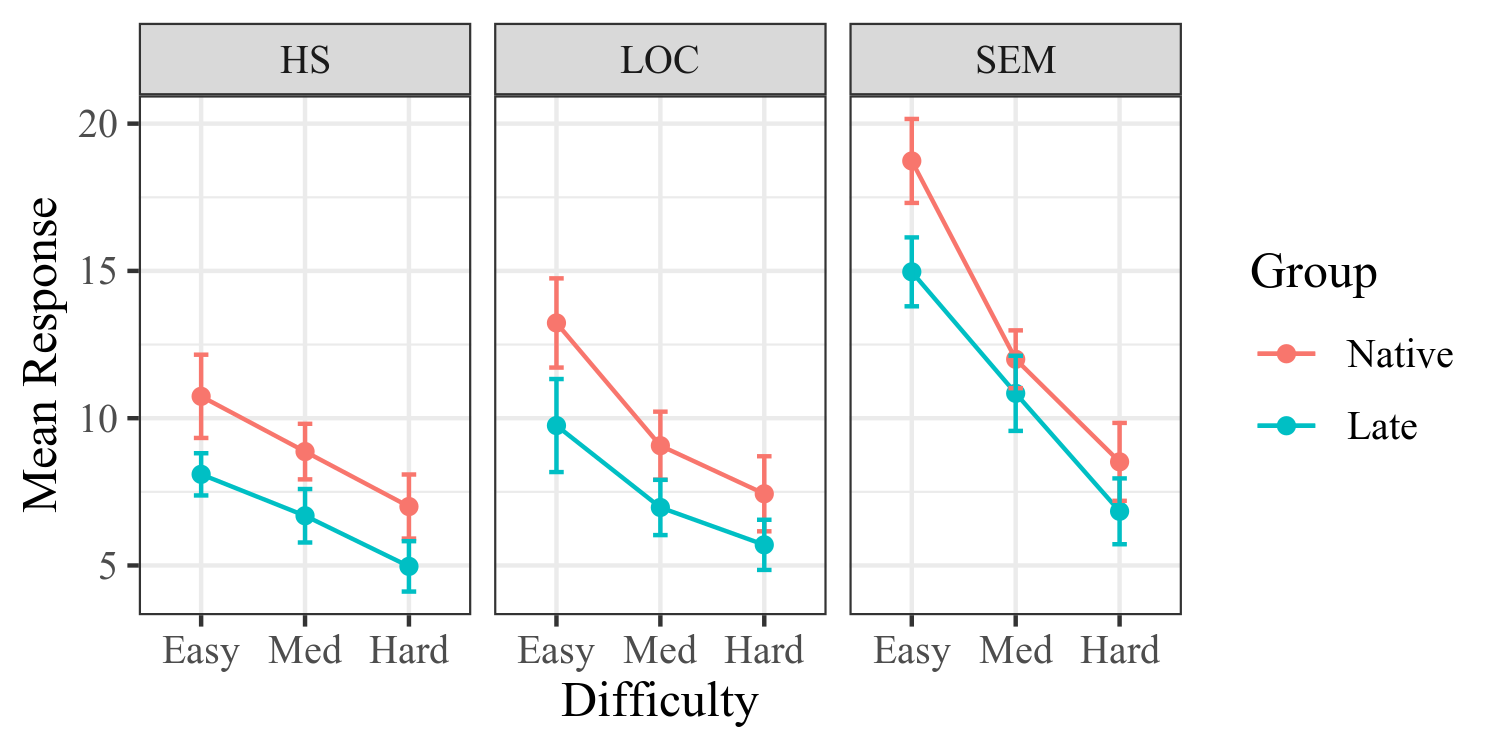 HS LOC SEM
20
15
10
5
Mean Response
Easy Med Hard Easy Med Hard Easy Med Hard
Difficulty
Group
Native
Late